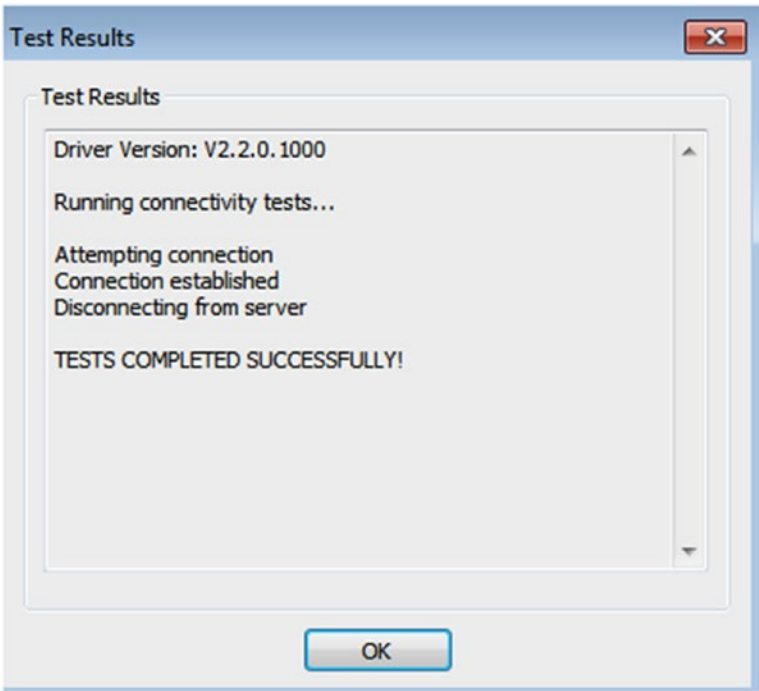 Test Results
Test Results
Driver Version: V2.2.0.1000
Running connectivity tests...
Attempting connection
Connection established
Disconnecting from server
TESTS COMPLETED SUCCESSFULLY!
OK